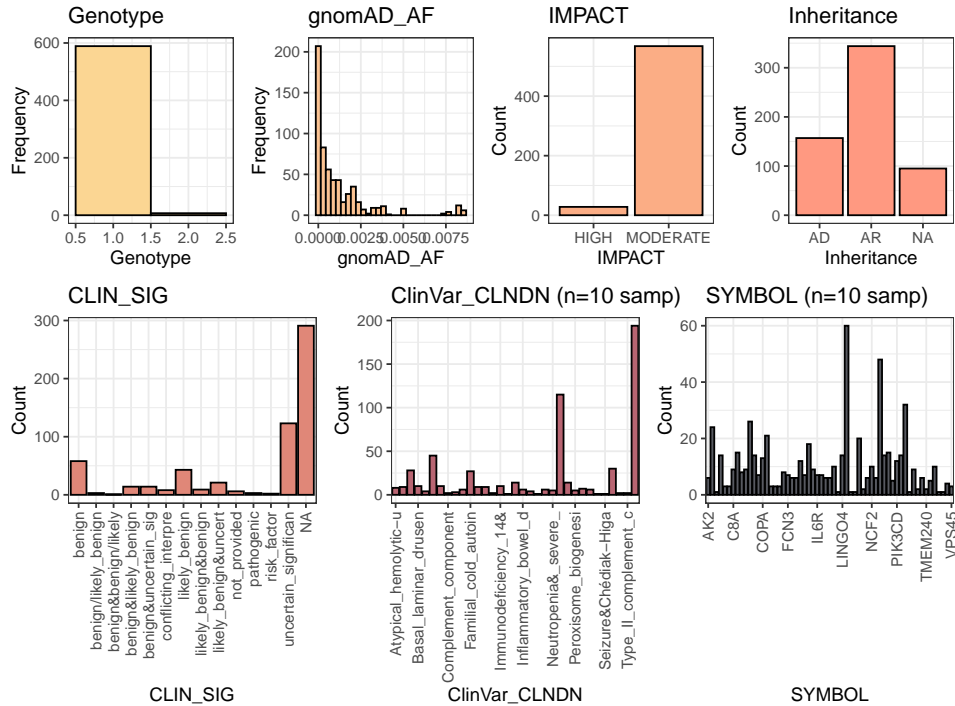 Genotype
Frequency
600
400
200
0
0.5
1.0
1.5
2.0
2.5
Genotype
gnomAD_AF
Frequency
200
150
100
50
0
0.0000
0.0025
0.0050
0.0075
gnomAD_AF
IMPACT
Count
400
200
0
HIGH
MODERATE
IMPACT
Inheritance
Count
300
200
100
0
AD
AR
NA
Inheritance
CLIN_SIG
Count
300
200
100
0
benign
benign/likely_benign
benign&benign/likely
benign&likely_benign
benign&uncertain_sig
conflicting_interpre
likely_benign
likely_benign&benign
likely_benign&uncert
not_provided
pathogenic
risk_factor
uncertain_significan
NA
CLIN_SIG
ClinVar_CLNDN (n=10 samp)
Count
200
150
100
50
0
Atypical_hemolytic-u
Basal_laminar_drusen
Complement_component
Familial_cold_autoin
Immunodeficiency_14&
Inflammatory_bowel_d
Neutropenia&_severe_
Peroxisome_biogenesi
Seizure&Chédiak-Higa
Type_II_complement_c
ClinVar_CLNDN
SYMBOL (n=10 samp)
Count
60
40
20
0
AK2
C8A
COPA
FCN3
IL6R
LINGO4
NCF2
PIK3CD
TMEM240
VPS45
SYMBOL